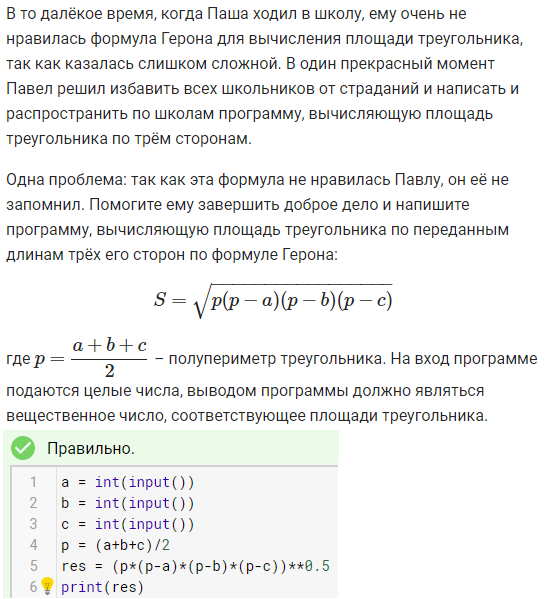 В то далёкое время, когда Паша ходил в школу, ему очень не
нравилась формула Герона для вычисления площади треугольника,
так как казалась слишком сложной. В один прекрасный момент
Павел решил избавить всех школьников от страданий и написать и
распространить по школам программу, вычисляющую площадь
треугольника по трём сторонам.
Одна проблема: так как эта формула не нравилась Павлу, он её не
запомнил. Помогите ему завершить доброе дело и напишите
программу, вычисляющую площадь треугольника по переданным
длинам трёх его сторон по формуле Герона:
S = √p(p − a)(p − b)(p − c)
где p = (a + b + c)/2 – полупериметр треугольника. На вход программе
подаются целые числа, выводом программы должно являться
вещественное число, соответствующее площади треугольника.
Правильно.
1 a = int(input())
2 b = int(input())
3 c = int(input())
4 p = (a+b+c)/2
5 res = (p*(p-a)*(p-b)*(p-c))**0.5
6 print(res)